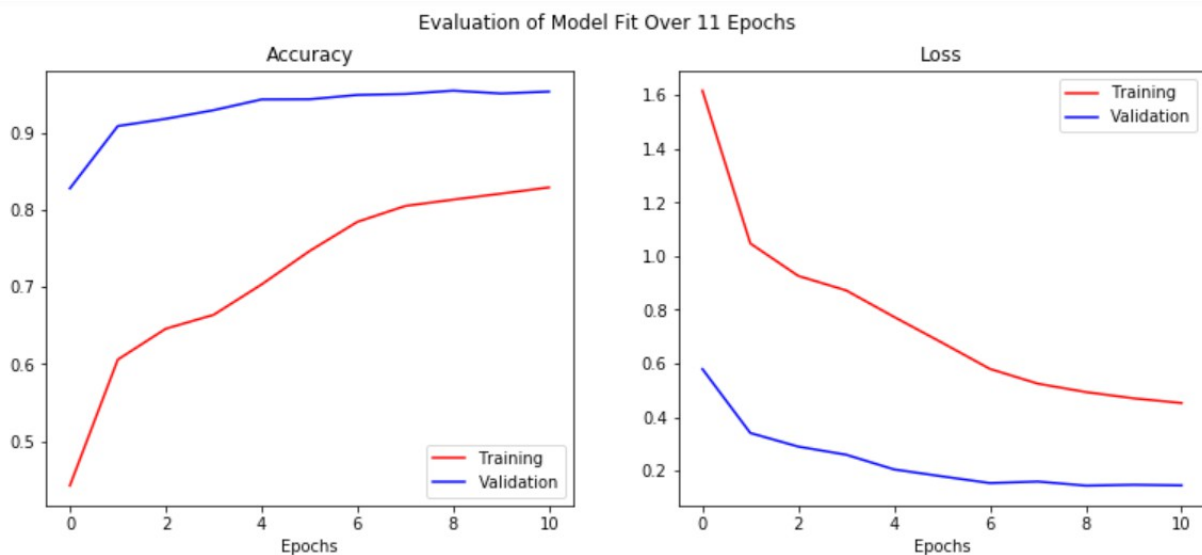 Evaluation of Model Fit Over 11 Epochs
Accuracy
0.9
0.8
0.7
0.6
0.5
0 2 4 6 8 10
Epochs
Training
Validation
Loss
1.6
1.4
1.2
1.0
0.8
0.6
0.4
0.2
0 2 4 6 8 10
Epochs
Training
Validation